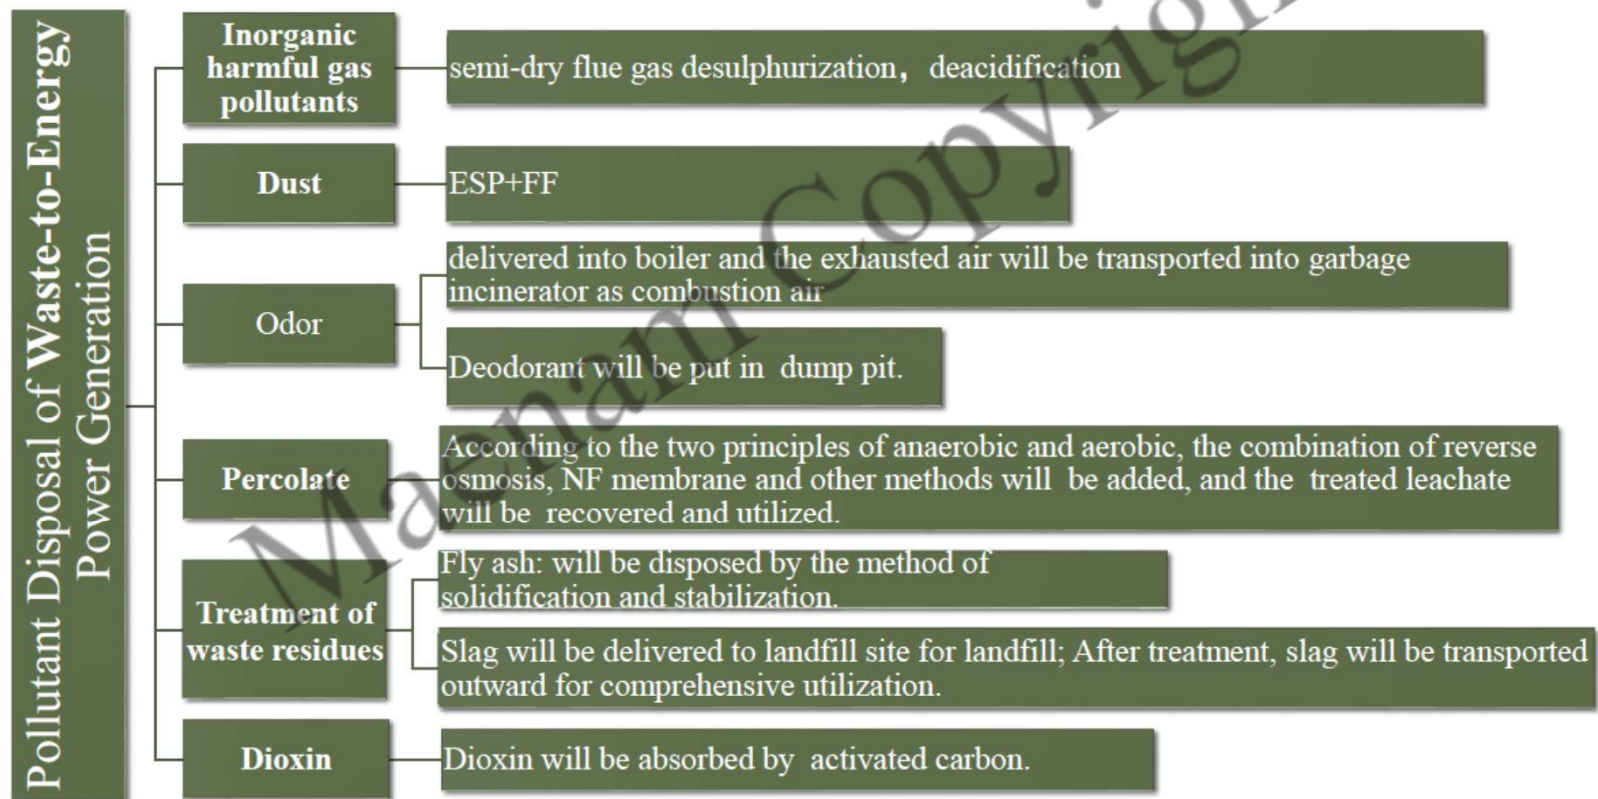 Pollutant Disposal of Waste-to-Energy
Power Generation
Inorganic
harmful gas
pollutants
semi-dry flue gas desulphurization，deacidification
Dust
ESP+FF
Odor
delivered into boiler and the exhausted air will be transported into garbage
incinerator as combustion air
Deodorant will be put in dump pit.
Percolate
According to the two principles of anaerobic and aerobic, the combination of reverse
osmosis, NF membrane and other methods will be added, and the treated leachate
will be recovered and utilized.
Treatment of
waste residues
Fly ash: will be disposed by the method of
solidification and stabilization.
Slag will be delivered to landfill site for landfill; After treatment, slag will be transported
outward for comprehensive utilization.
Dioxin
Dioxin will be absorbed by activated carbon.
Maenam Copyrigh